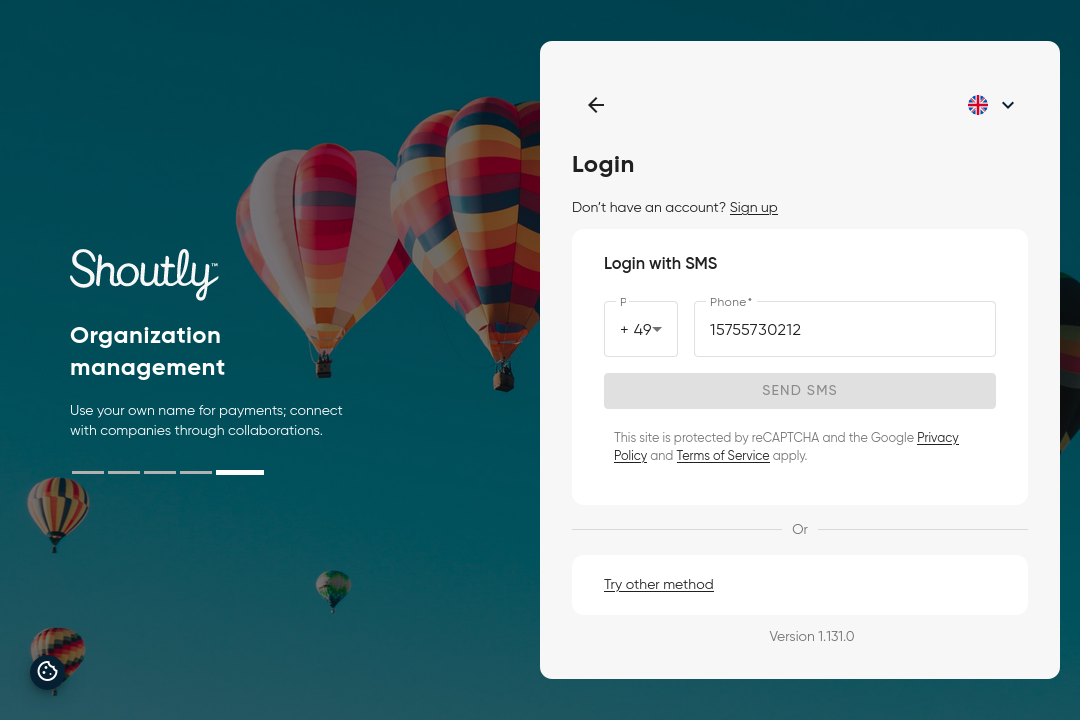 Shoutly™
Organization
management
Use your own name for payments; connect
with companies through collaborations.
Login
Don't have an account? Sign up
Login with SMS
P
Phone*
+ 49
15755730212
SEND SMS
This site is protected by reCAPTCHA and the Google Privacy
Policy and Terms of Service apply.
Or
Try other method
Version 1.131.0